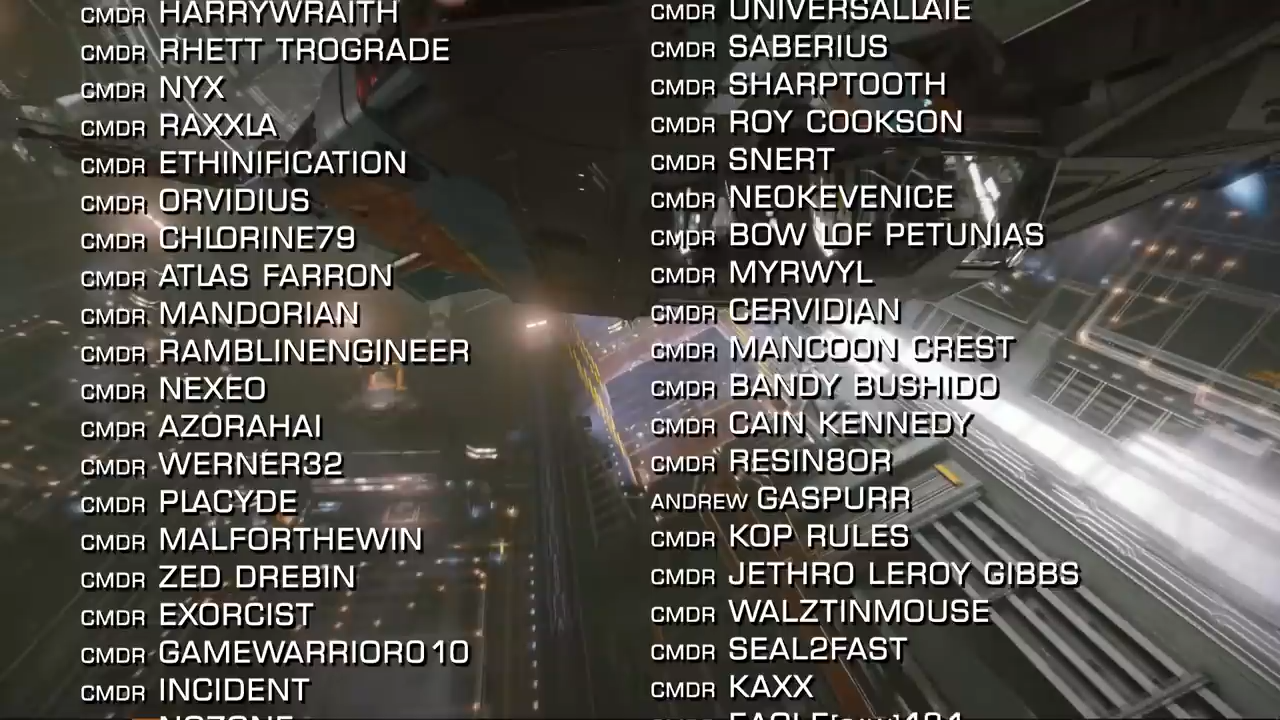 CMDR HARRYWRAITH
CMDR RHETT TROGRADE
CMDR NYX
CMDR RAXXLA
CMDR ETHINIFICATION
CMDR ORVIDIUS
CMDR CHLORINE79
CMDR ATLAS FARRON
CMDR MANDORIAN
CMDR RAMBLINENGINEER
CMDR NEXEO
CMDR AZORAHAI
CMDR WERNER32
CMDR PLACYDE
CMDR MALFORTHEWIN
CMDR ZED DREBIN
CMDR EXORCIST
CMDR GAMEWARRIOR010
CMDR INCIDENT
CMDR UNIVERSALLAIE
CMDR SABERIUS
CMDR SHARPTOOTH
CMDR ROY COOKSON
CMDR SNERT
CMDR NEOKEVENICE
CMDR BOW LOF PETUNIAS
CMDR MYRWYL
CMDR CERVIDIAN
CMDR MANCOON CREST
CMDR BANDY BUSHIDO
CMDR CAIN KENNEDY
CMDR RESIN8OR
ANDREW GASPURR
CMDR KOP RULES
CMDR JETHRO LEROY GIBBS
CMDR WALZTINMOUSE
CMDR SEAL2FAST
CMDR KAXX